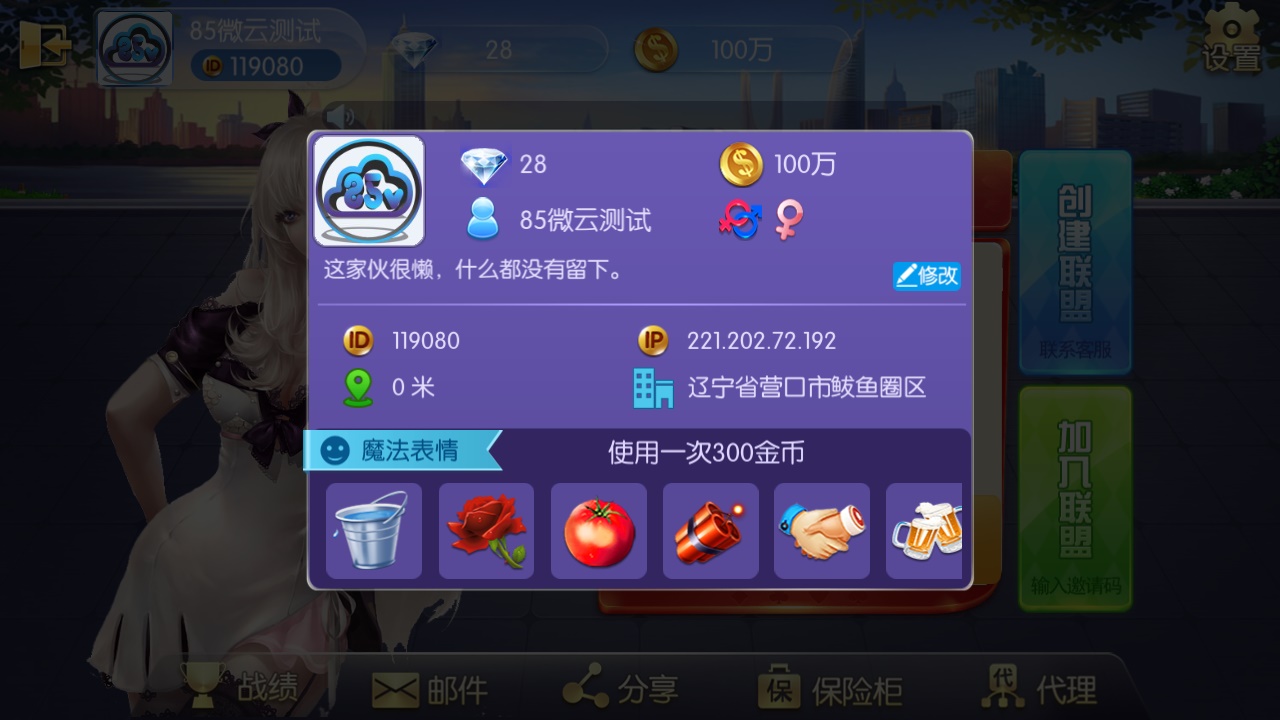 85微云测试
ID 119080
28
100万
设置
85v
28
100万
85微云测试
这家伙很懒，什么都没有留下。
修改
ID 119080
IP 221.202.72.192
0 米
辽宁省营口市鲅鱼圈区
魔法表情
使用一次300金币
创建联盟
联系客服
加入联盟
输入邀请码
战绩
邮件
分享
保 保险柜
代 代理